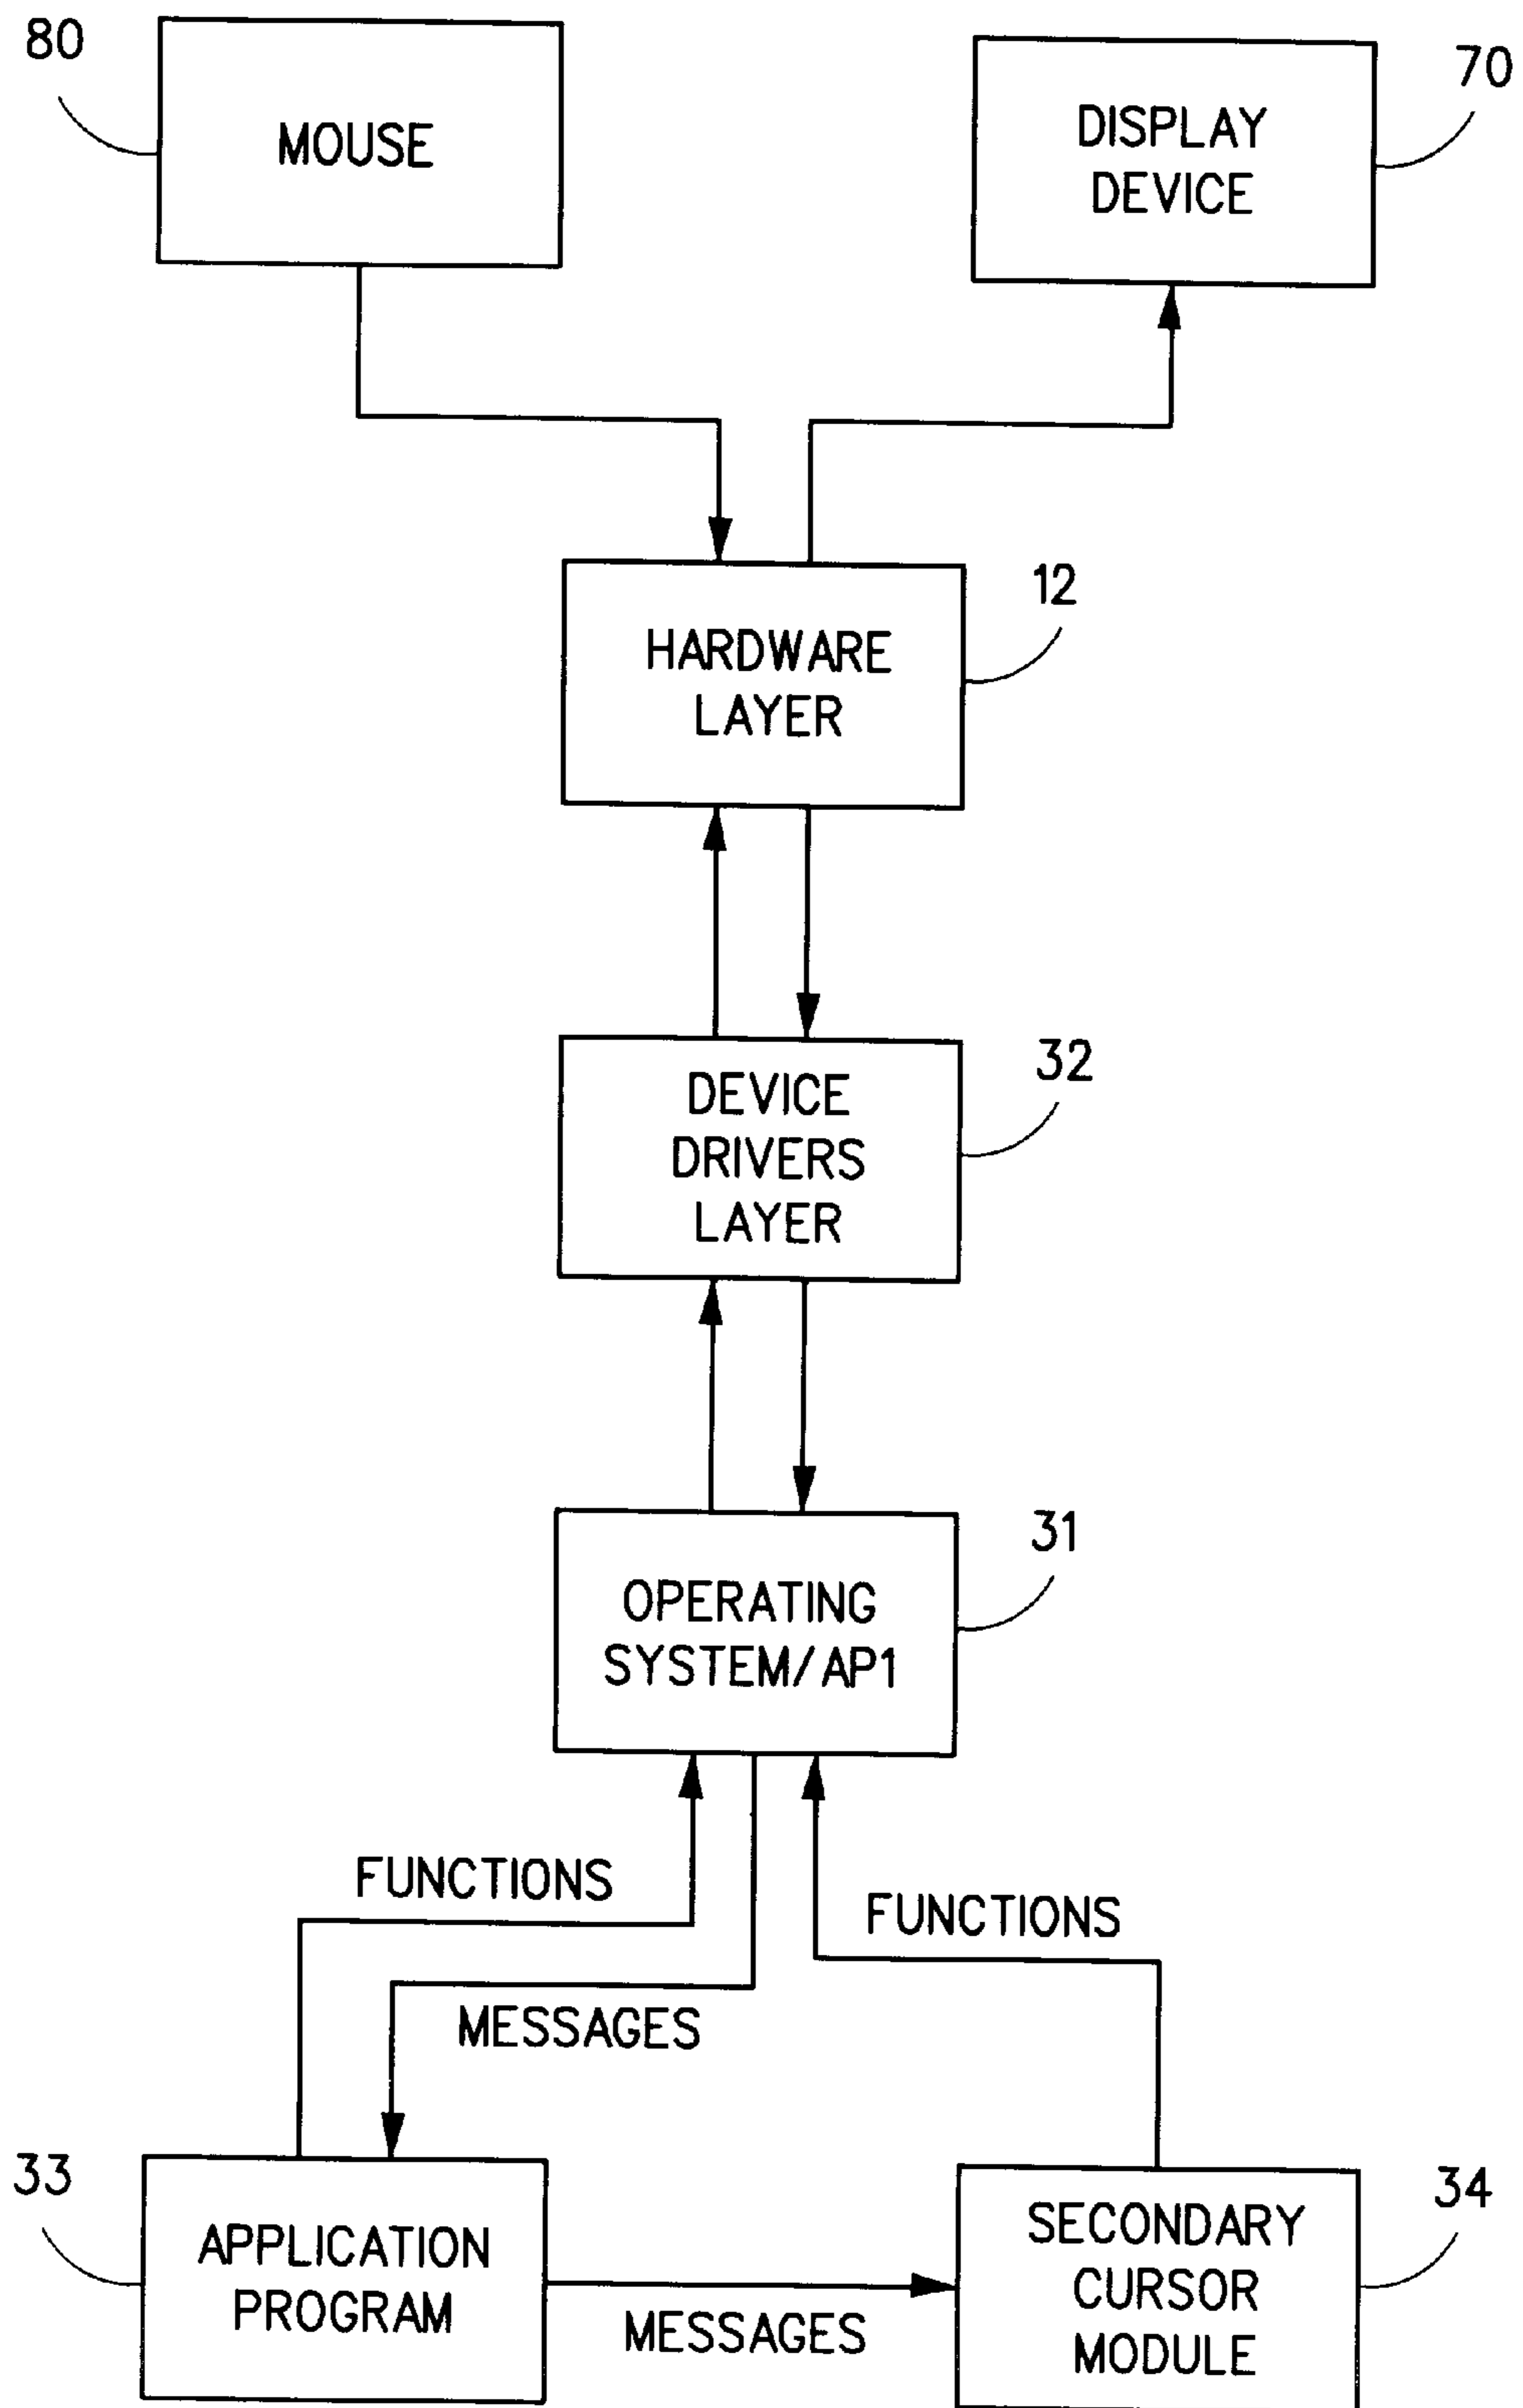 80
MOUSE
70
DISPLAY
DEVICE
12
HARDWARE
LAYER
32
DEVICE
DRIVERS
LAYER
31
OPERATING
SYSTEM/AP1
FUNCTIONS
FUNCTIONS
MESSAGES
33
APPLICATION
PROGRAM
MESSAGES
34
SECONDARY
CURSOR
MODULE